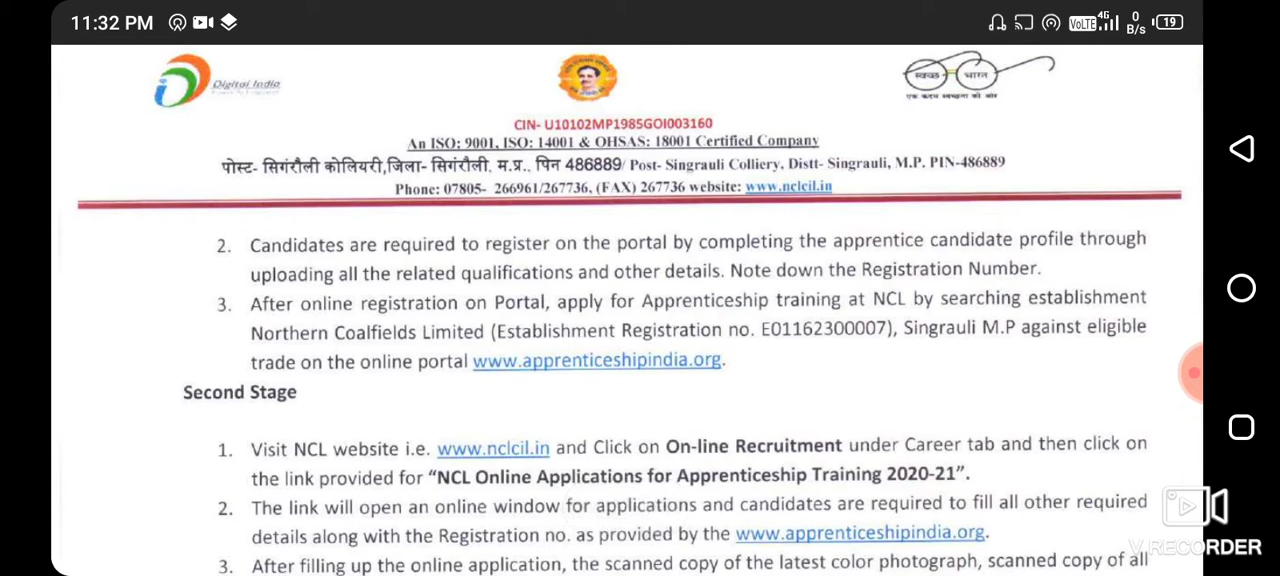 11:32 PM VoLTE 4G 0 B/s 19
Digital India
स्वच्छ भारत
एक कदम स्वच्छता की ओर
CIN- U10102MP1985GOI003160
An ISO: 9001, ISO: 14001 & OHSAS: 18001 Certified Company
पोस्ट- सिगंरौली कोलियरी,जिला- सिगंरौली, म.प्र., पिन 486889/ Post- Singrauli Colliery, Distt- Singrauli, M.P. PIN-486889
Phone: 07805- 266961/267736, (FAX) 267736 website: www.nclcil.in
2. Candidates are required to register on the portal by completing the apprentice candidate profile through
uploading all the related qualifications and other details. Note down the Registration Number.
3. After online registration on Portal, apply for Apprenticeship training at NCL by searching establishment
Northern Coalfields Limited (Establishment Registration no. E01162300007), Singrauli M.P against eligible
trade on the online portal www.apprenticeshipindia.org.
Second Stage
1. Visit NCL website i.e. www.nclcil.in and Click on On-line Recruitment under Career tab and then click on
the link provided for “NCL Online Applications for Apprenticeship Training 2020-21”.
2. The link will open an online window for applications and candidates are required to fill all other required
details along with the Registration no. as provided by the www.apprenticeshipindia.org.
3. After filling up the online application, the scanned copy of the latest color photograph, scanned copy of all
V RECORDER